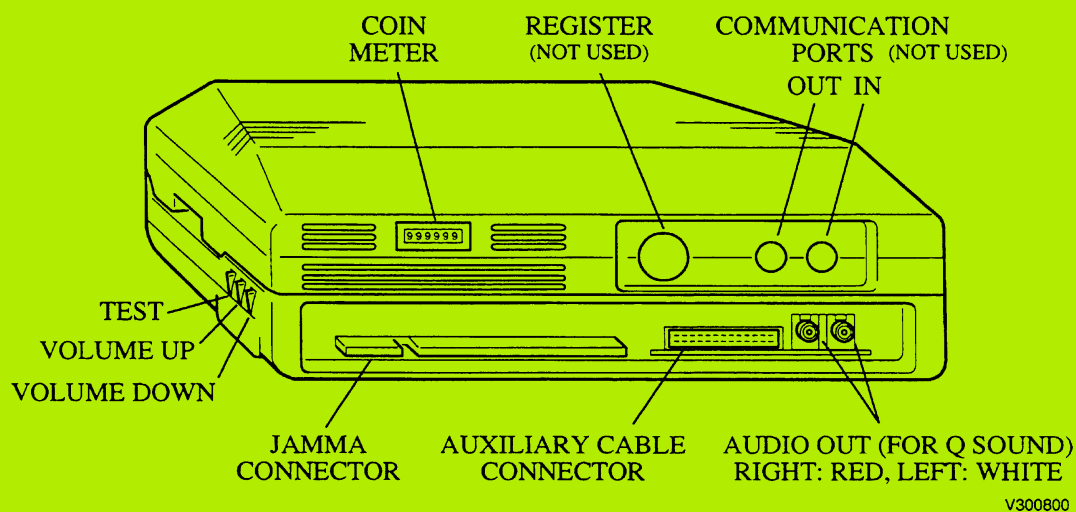 COIN
METER
REGISTER
(NOT USED)
COMMUNICATION
PORTS (NOT USED)
OUT IN
999999
TEST
VOLUME UP
VOLUME DOWN
JAMMA
CONNECTOR
AUXILIARY CABLE
CONNECTOR
AUDIO OUT (FOR Q SOUND)
RIGHT: RED, LEFT: WHITE
V300800